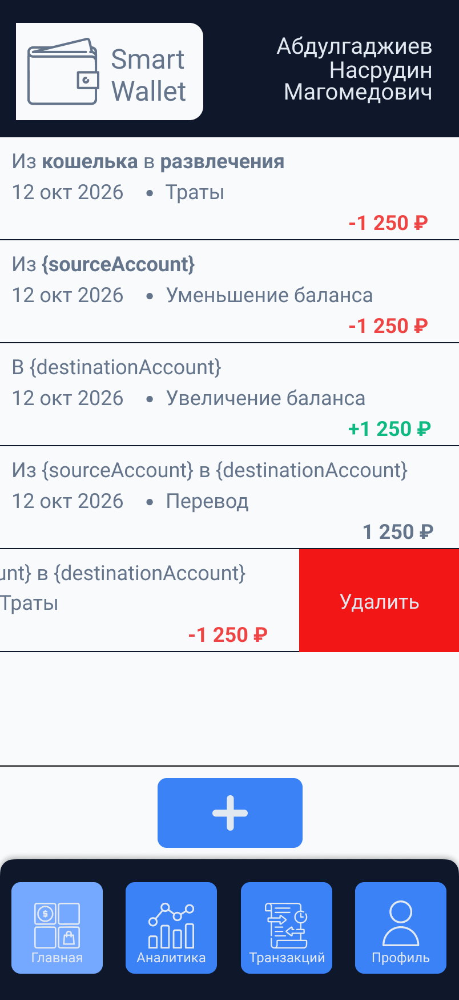 Smart
Wallet
Абдулгаджиев
Насрудин
Магомедович
Из кошелька в развлечения
12 окт 2026 • Траты
-1 250 ₽
Из {sourceAccount}
12 окт 2026 • Уменьшение баланса
-1 250 ₽
В {destinationAccount}
12 окт 2026 • Увеличение баланса
+1 250 ₽
Из {sourceAccount} в {destinationAccount}
12 окт 2026 • Перевод
1 250 ₽
unt} в {destinationAccount}
Траты
-1 250 ₽
Удалить
Главная
Аналитика
Транзакций
Профиль